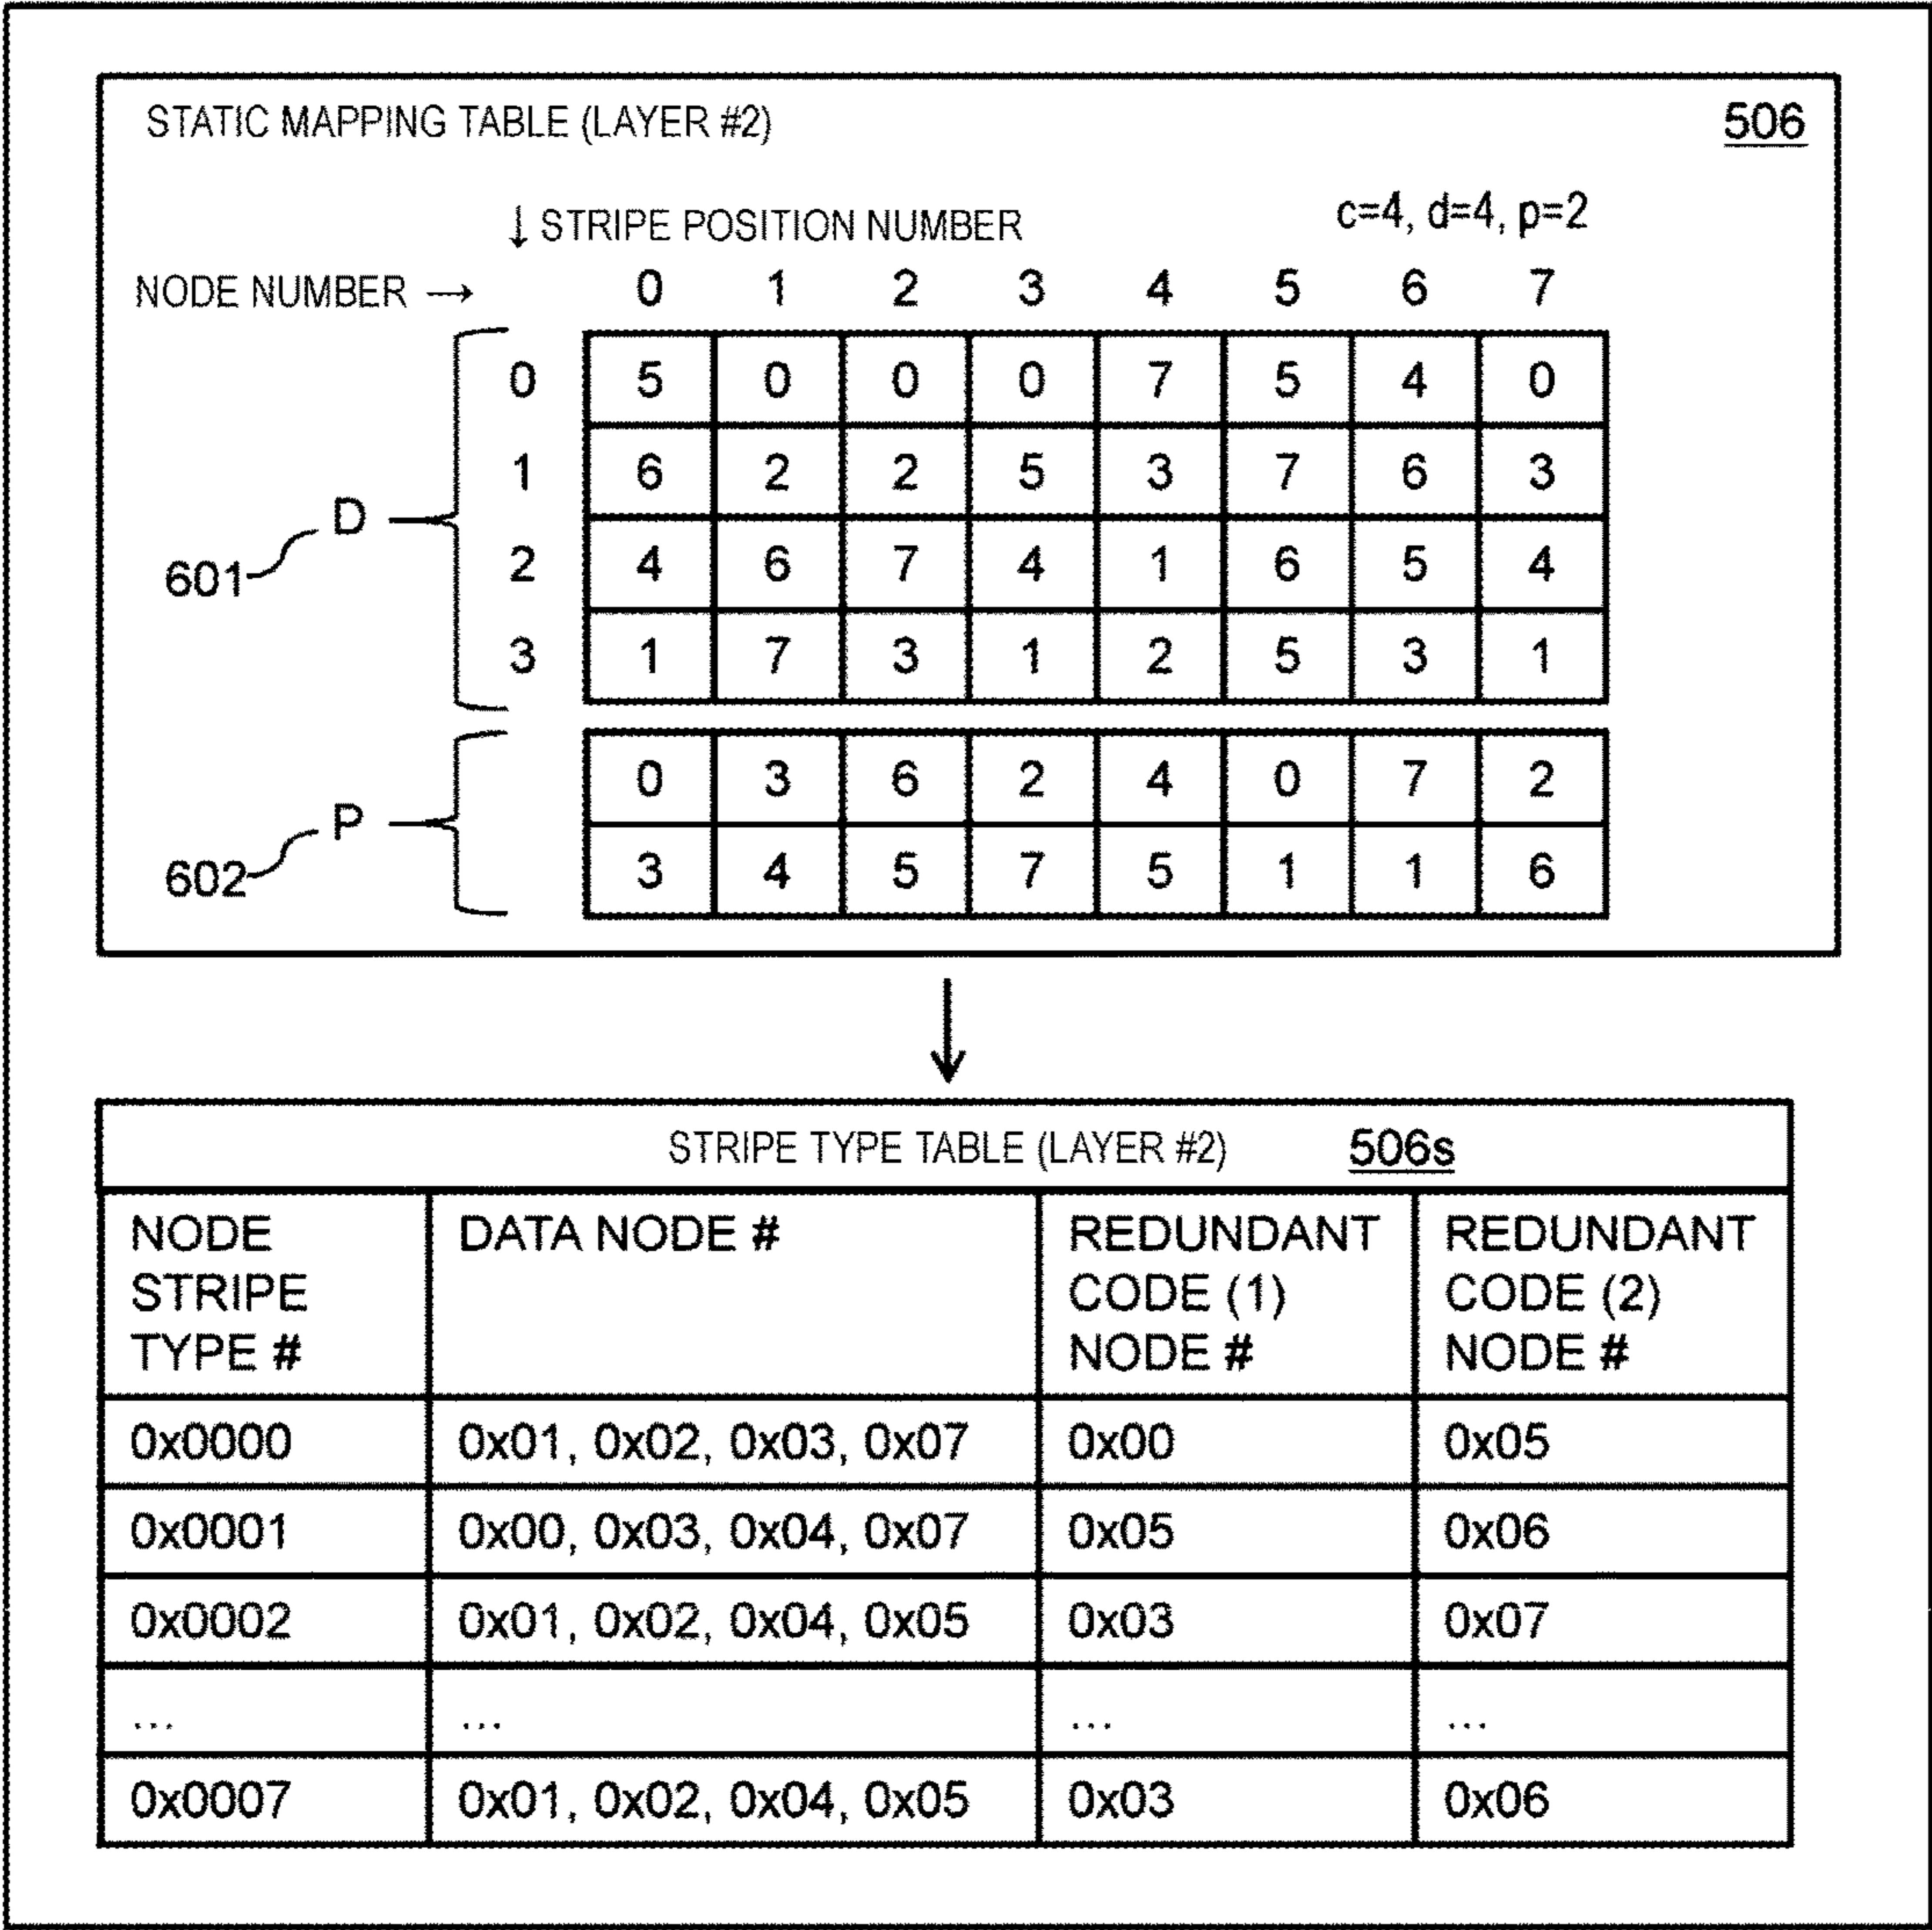 STATIC MAPPING TABLE (LAYER #2) 506
↓ STRIPE POSITION NUMBER c=4, d=4, p=2
NODE NUMBER → 0 1 2 3 4 5 6 7
0 5 0 0 0 7 5 4 0
1 6 2 2 5 3 7 6 3
D
601
2 4 6 7 4 1 6 5 4
3 1 7 3 1 2 5 3 1
0 3 6 2 4 0 7 2
P
602
3 4 5 7 5 1 1 6
STRIPE TYPE TABLE (LAYER #2) 506s
NODE STRIPE TYPE # DATA NODE # REDUNDANT CODE (1) NODE # REDUNDANT CODE (2) NODE #
0x0000 0x01, 0x02, 0x03, 0x07 0x00 0x05
0x0001 0x00, 0x03, 0x04, 0x07 0x05 0x06
0x0002 0x01, 0x02, 0x04, 0x05 0x03 0x07
... ... ... ...
0x0007 0x01, 0x02, 0x04, 0x05 0x03 0x06